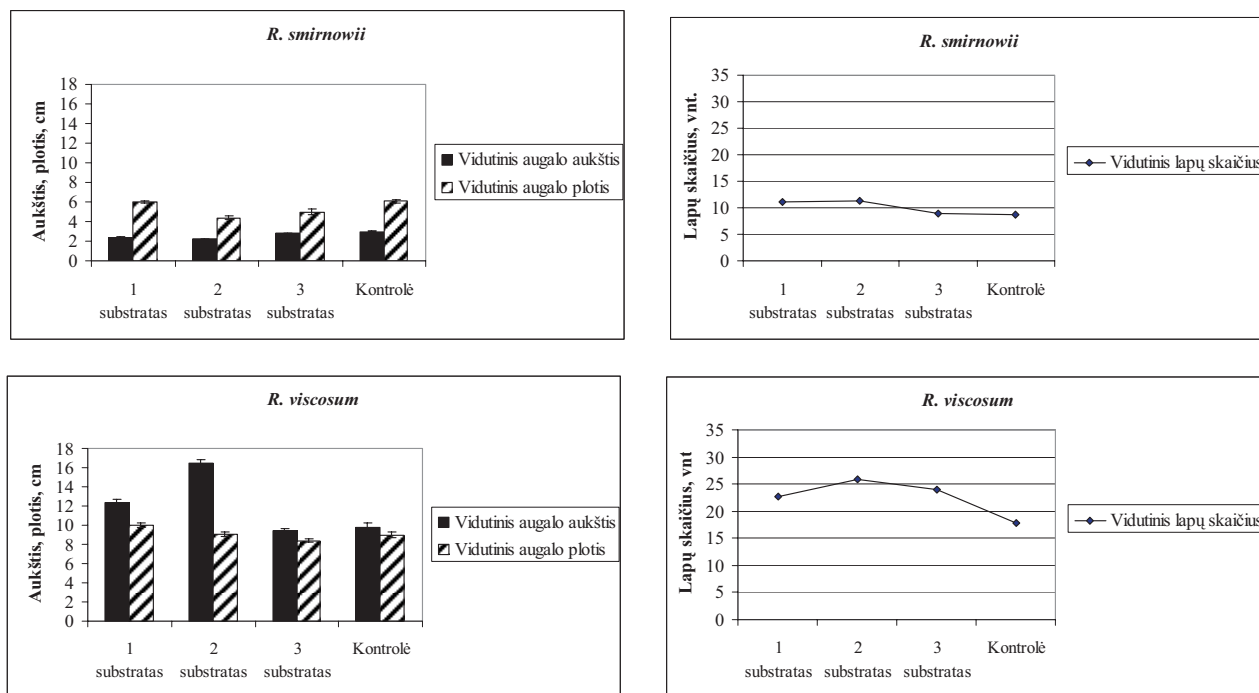 R. smirnowii
Aukštis, plotis, cm
18
16
14
12
10
8
6
4
2
0
1 substratas
2 substratas
3 substratas
Kontrolė
Vidutinis augalo aukštis
Vidutinis augalo plotis
R. smirnowii
Lapų skaičius, vnt.
35
30
25
20
15
10
5
0
1 substratas
2 substratas
3 substratas
Kontrolė
Vidutinis lapų skaičius
R. viscosum
Aukštis, plotis, cm
18
16
14
12
10
8
6
4
2
0
1 substratas
2 substratas
3 substratas
Kontrolė
Vidutinis augalo aukštis
Vidutinis augalo plotis
R. viscosum
Lapų skaičius, vnt
35
30
25
20
15
10
5
0
1 substratas
2 substratas
3 substratas
Kontrolė
Vidutinis lapų skaičius